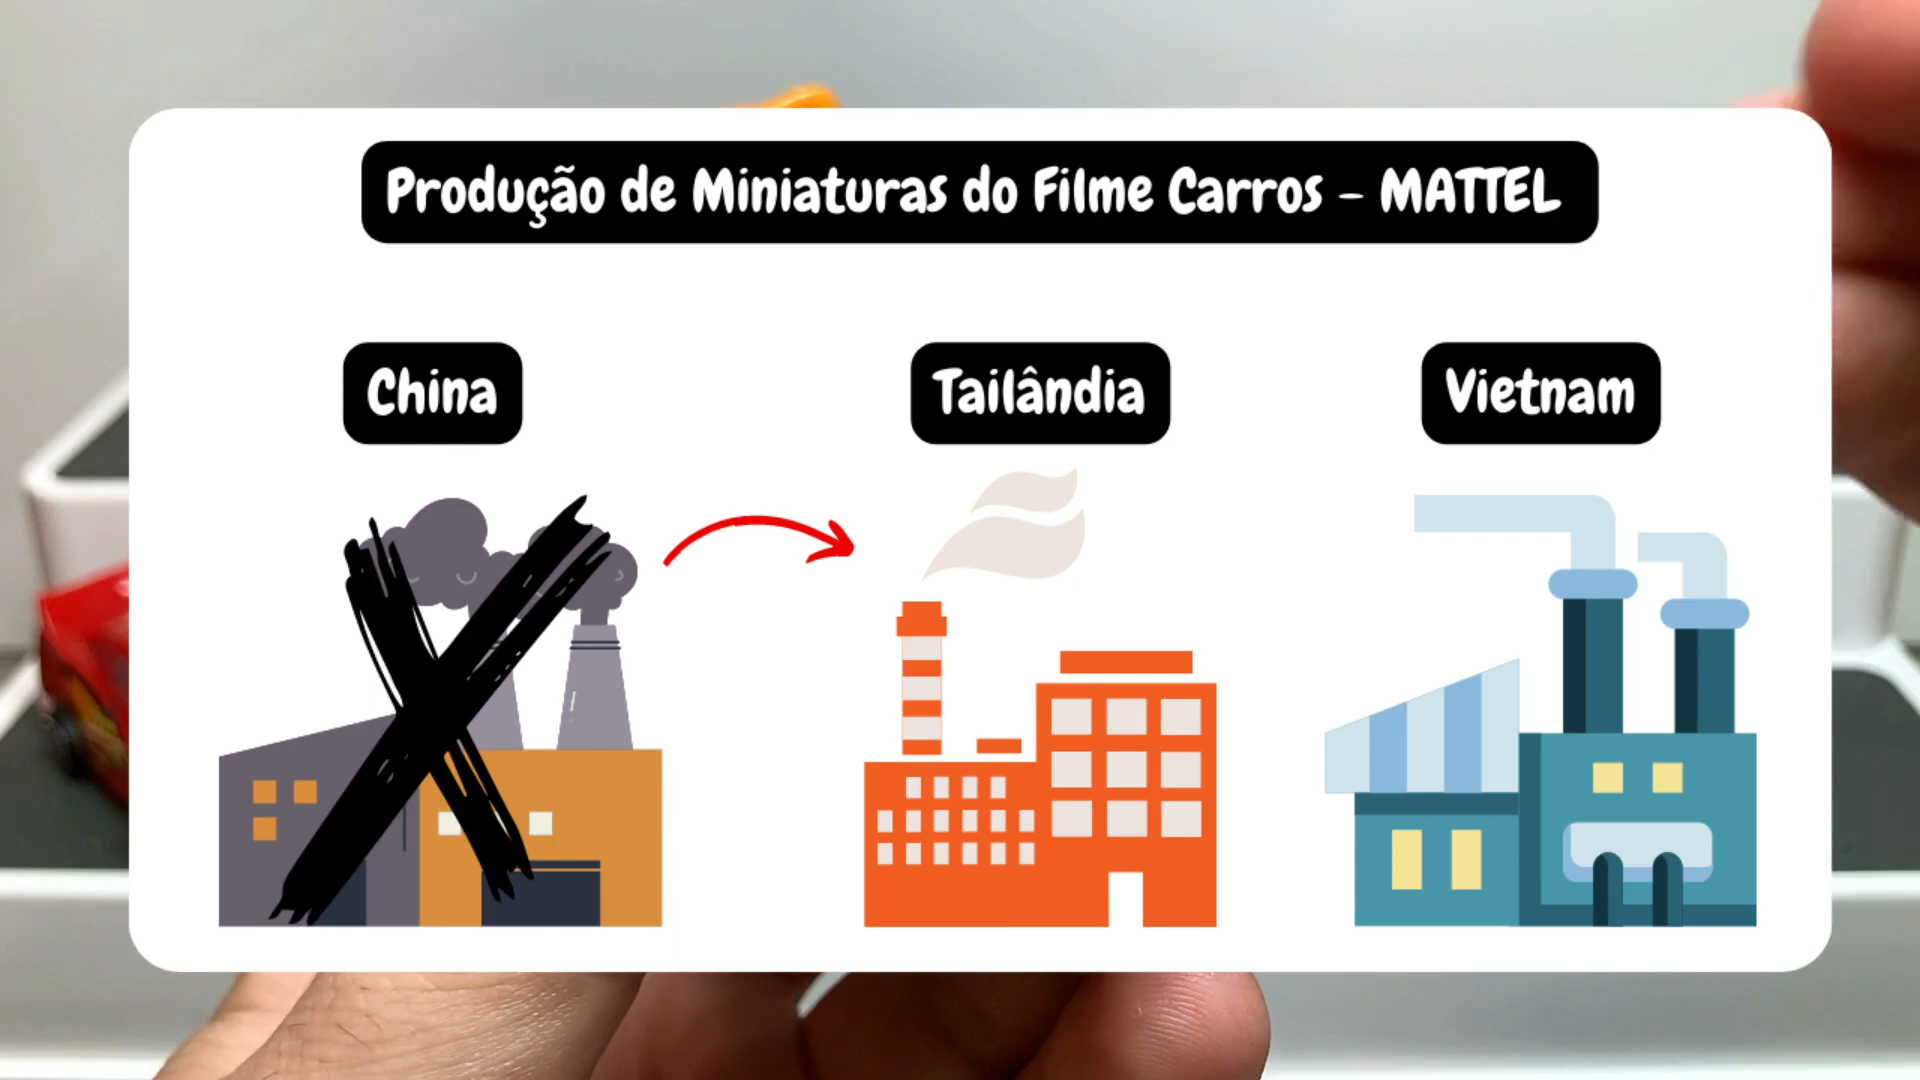 Produção de Miniaturas do Filme Carros - MATTEL
China
Tailândia
Vietnam